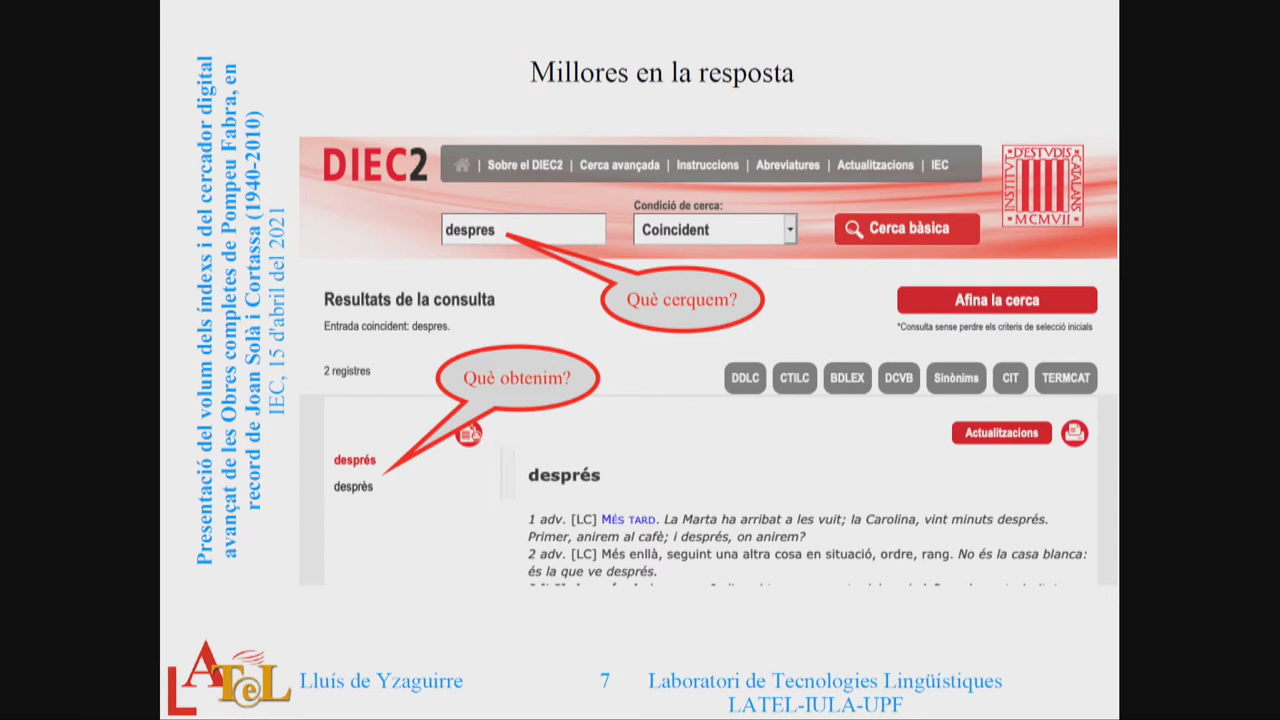 Millores en la resposta
Presentació del volum dels índexs i del cercador digital
avançat de les Obres completes de Pompeu Fabra, en
record de Joan Solà i Cortassa (1940-2010)
IEC, 15 d'abril del 2021
DIEC2
| Sobre el DIEC2 | Cerca avançada | Instruccions | Abreviatures | Actualitzacions | IEC
INSTITVT D'ESTVDIS CATALANS MCMVII
Condició de cerca:
despres
Coincident
Cerca bàsica
Què cerquem?
Resultats de la consulta
Afina la cerca
Entrada coincident: despres.
*Consulta sense perdre els criteris de selecció inicials
2 registres
Què obtenim?
DDLC CTILC BDLEX DCVB Sinònims CIT TERMCAT
Actualitzacions
després
desprès
després
1 adv. [LC] MÉS TARD. La Marta ha arribat a les vuit; la Carolina, vint minuts després.
Primer, anirem al cafè; i després, on anirem?
2 adv. [LC] Més enllà, seguint una altra cosa en situació, ordre, rang. No és la casa blanca:
és la que ve després.
LATeL
Lluís de Yzaguirre
7
Laboratori de Tecnologies Lingüístiques
LATEL-IULA-UPF